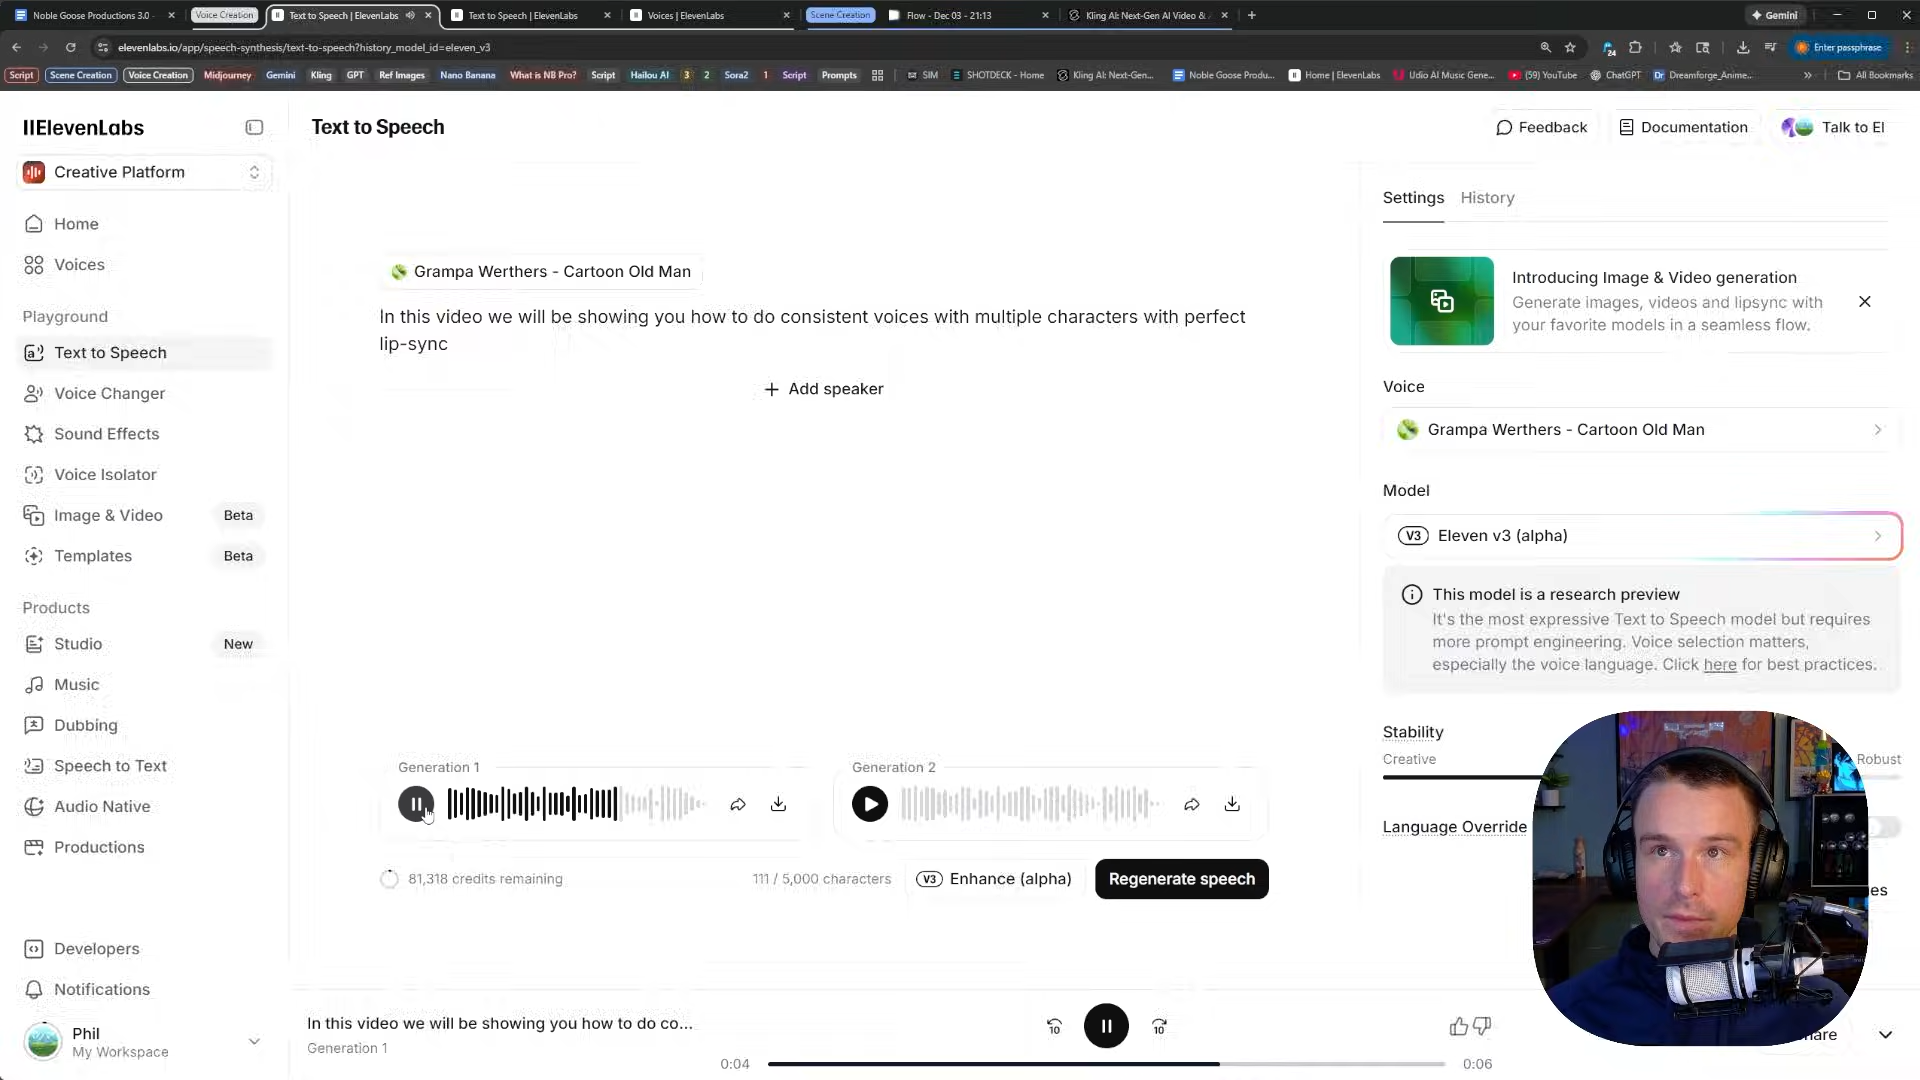 Noble Goose Productions 3.0 -
Voice Creation
Text to Speech | ElevenLabs
Text to Speech | ElevenLabs
Voices | ElevenLabs
Scene Creation
Flow - Dec 03 - 21:13
Kling AI: Next-Gen AI Video &
Gemini
elevenlabs.io/app/speech-synthesis/text-to-speech?history_model_id=eleven_v3
24
Enter passphrase
Script
Scene Creation
Voice Creation
Midjourney
Gemini
Kling
GPT
Ref Images
Nano Banana
What is NB Pro?
Script
Hailou AI
3
2
Sora2
1
Script
Prompts
SIM
SHOTDECK - Home
Kling AI: Next-Gen...
Noble Goose Produ...
Home | ElevenLabs
Udio AI Music Gene...
(59) YouTube
ChatGPT
Dreamforge_Anime...
All Bookmarks
IIElevenLabs
Text to Speech
Feedback
Documentation
Talk to El
Creative Platform
Home
Voices
Playground
Text to Speech
Voice Changer
Sound Effects
Voice Isolator
Image & Video Beta
Templates Beta
Products
Studio New
Music
Dubbing
Speech to Text
Audio Native
Productions
Developers
Notifications
Phil
My Workspace
Grampa Werthers - Cartoon Old Man
In this video we will be showing you how to do consistent voices with multiple characters with perfect
lip-sync
+ Add speaker
Generation 1
Generation 2
81,318 credits remaining
111 / 5,000 characters
V3 Enhance (alpha)
Regenerate speech
Settings History
Introducing Image & Video generation
Generate images, videos and lipsync with
your favorite models in a seamless flow.
Voice
Grampa Werthers - Cartoon Old Man
Model
V3 Eleven v3 (alpha)
This model is a research preview
It's the most expressive Text to Speech model but requires
more prompt engineering. Voice selection matters,
especially the voice language. Click here for best practices.
Stability
Creative
Robust
Language Override
In this video we will be showing you how to do co...
Generation 1
10
10
0:04
0:06